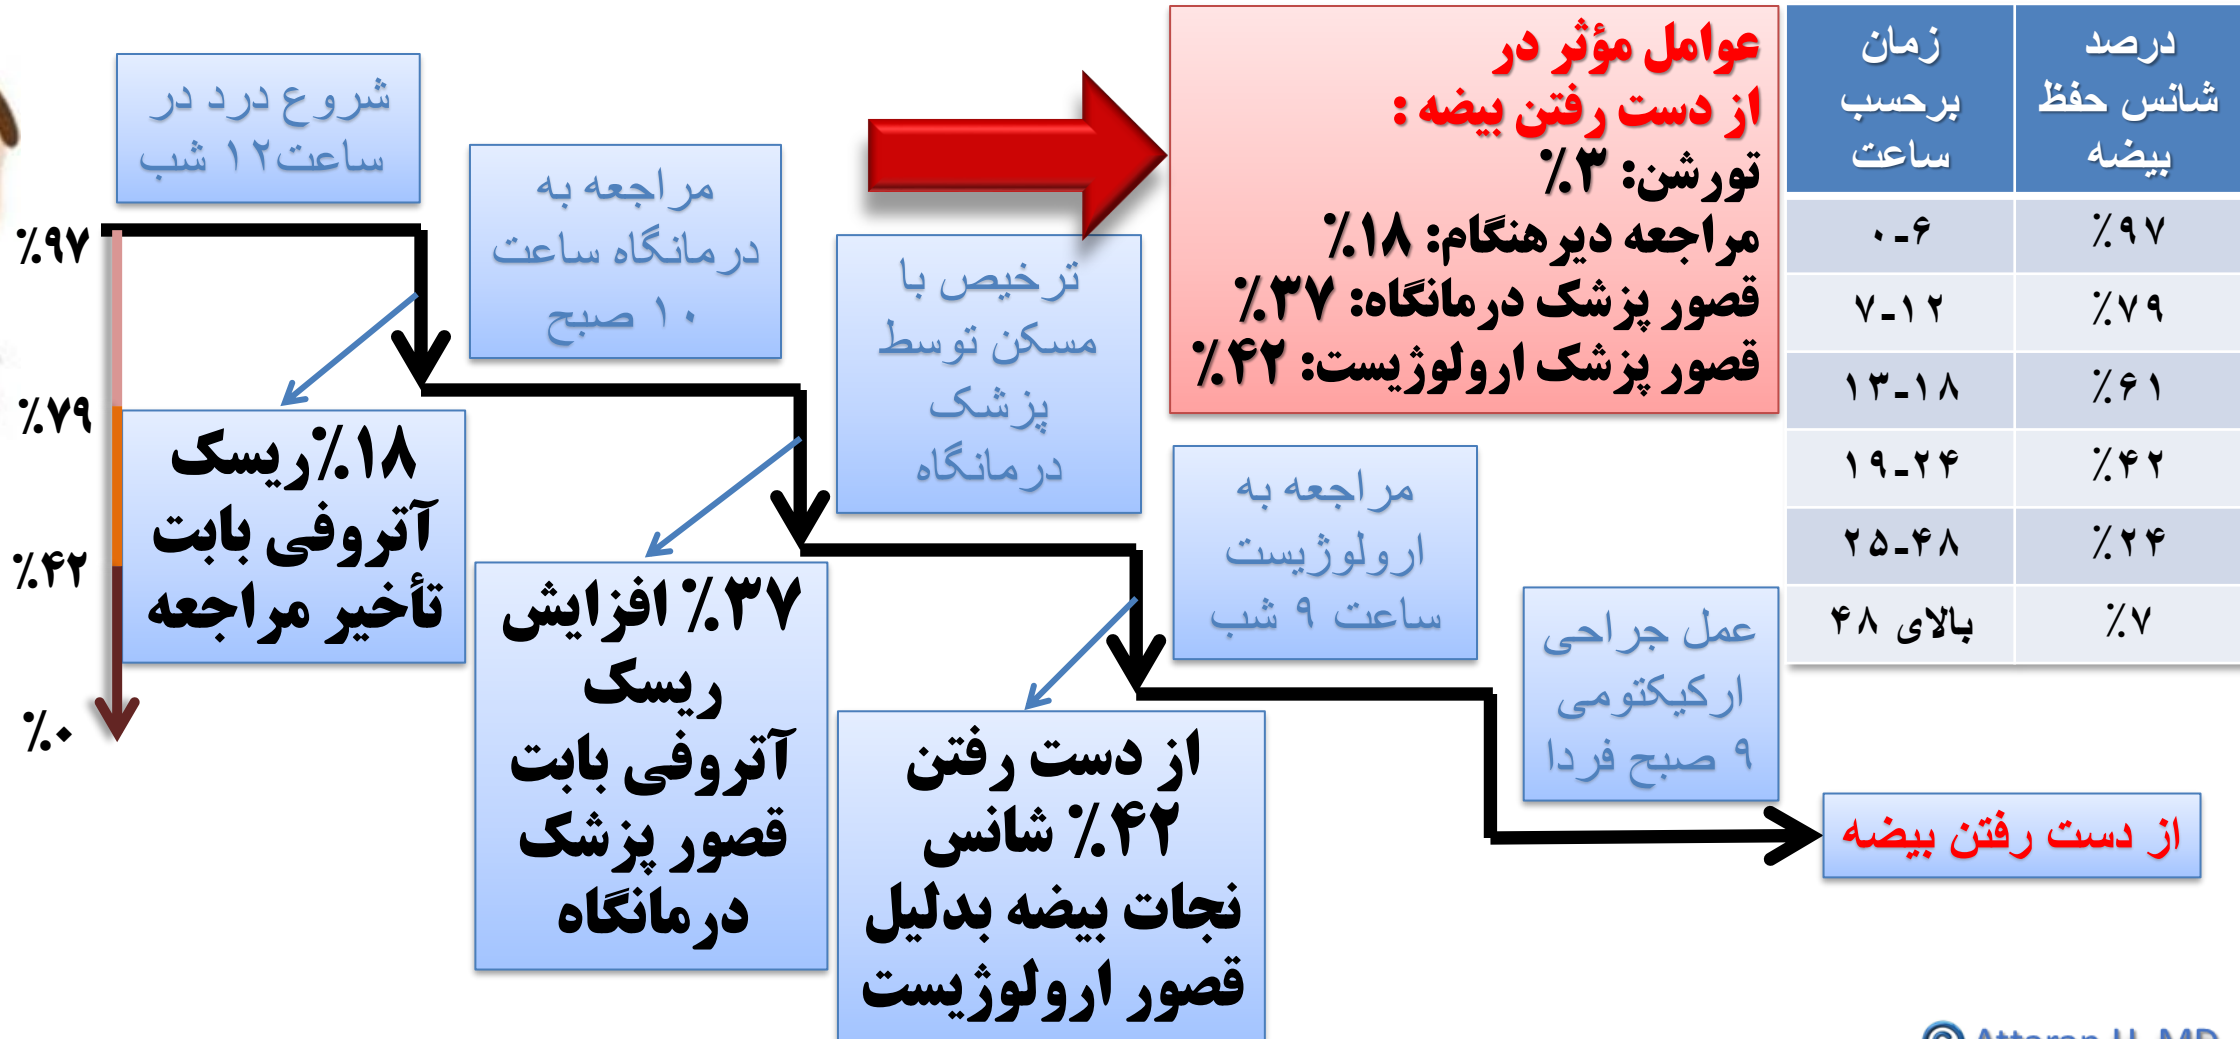 شروع درد در
ساعت۱۲ شب
مراجعه به
درمانگاه ساعت
۱۰ صبح
ترخیص با
مسکن توسط
پزشک
درمانگاه
مراجعه به
ارولوژیست
ساعت ۹ شب
عمل جراحی
ارکیکتومی
۹ صبح فردا
از دست رفتن بیضه
%۹۷
%۷۹
%۴۲
%۰
%۱۸ریسک
آتروفی بابت
تأخیر مراجعه
%۳۷ افزایش
ریسک
آتروفی بابت
قصور پزشک
درمانگاه
از دست رفتن
%۴۲ شانس
نجات بیضه بدلیل
قصور ارولوژیست
عوامل مؤثر در
از دست رفتن بیضه :
تورشن: ۳%
مراجعه دیرهنگام: ۱۸%
قصور پزشک درمانگاه: ۳۷%
قصور پزشک ارولوژیست: ۴۲%
درصد شانس حفظ بیضه
زمان برحسب ساعت
%۹۷ ۰-۶
%۷۹ ۷-۱۲
%۶۱ ۱۳-۱۸
%۴۲ ۱۹-۲۴
%۲۴ ۲۵-۴۸
%۷ بالای ۴۸
Attaran H, MD